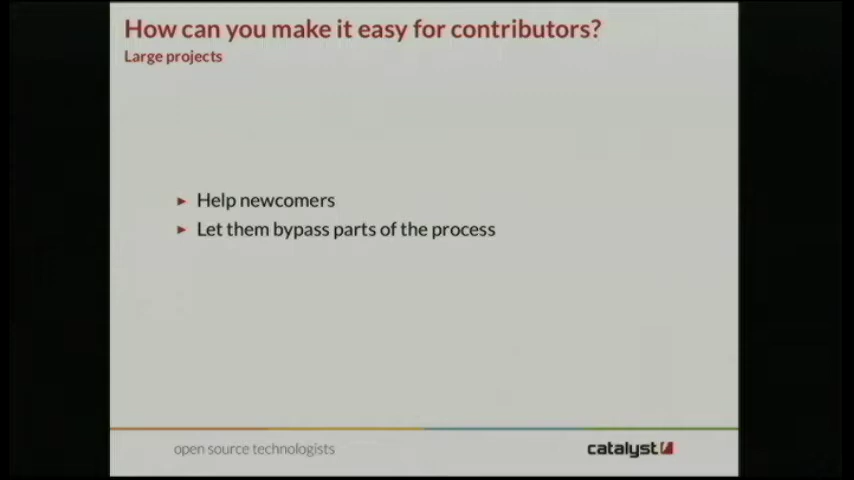 How can you make it easy for contributors?
Large projects
Help newcomers
Let them bypass parts of the process
open source technologists
catalyst